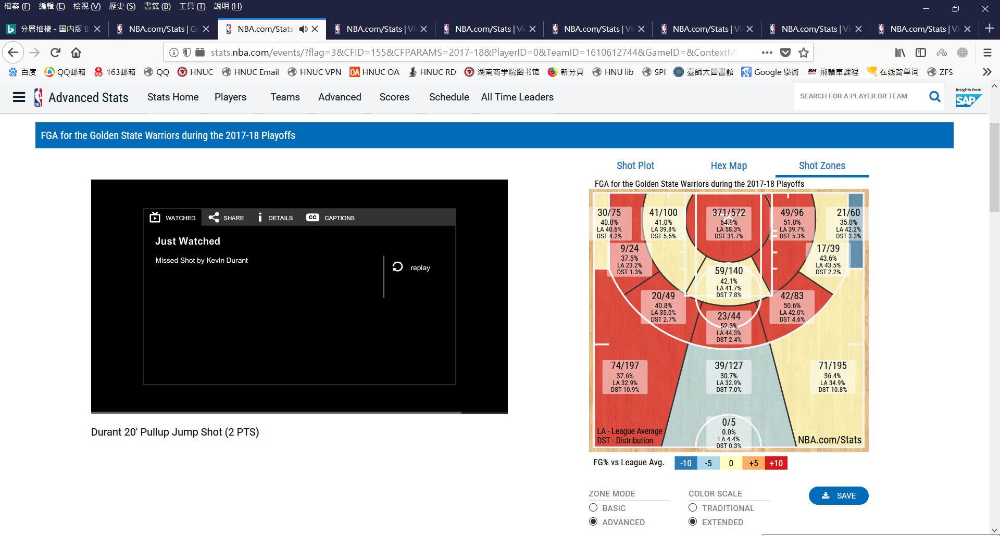 檔案 (F) 編輯 (E) 檢視 (V) 歷史 (S) 書籤 (B) 工具 (T) 說明 (H)
分層抽樣 - 国内版 B
NBA.com/Stats | G
NBA.com/Stats
NBA.com/Stats | Vi
NBA.com/Stats | Vi
NBA.com/Stats | Vi
NBA.com/Stats | Vi
NBA.com/Stats | Vi
NBA.com/Stats | Vi
stats.nba.com/events/?flag=3&CFID=155&CFPARAMS=2017-18&PlayerID=0&TeamID=1610612744&GameID=&ContextM
百度 QQ邮箱 163邮箱 QQ HNUC HNUC Email HNUC VPN OA HNUC OA HNUC RD 湖南商学院图书馆 新分頁 HNU lib SPI 臺師大圖書館 Google 學術 BH 飛輪車課程 在线背单词 ZFS
Advanced Stats Stats Home Players Teams Advanced Scores Schedule All Time Leaders
SEARCH FOR A PLAYER OR TEAM
Insights from
SAP
FGA for the Golden State Warriors during the 2017-18 Playoffs
WATCHED SHARE DETAILS CC CAPTIONS
Just Watched
Missed Shot by Kevin Durant
replay
Durant 20' Pullup Jump Shot (2 PTS)
Shot Plot Hex Map Shot Zones
FGA for the Golden State Warriors during the 2017-18 Playoffs
30/75
40.0%
LA 40.6%
DST 4.2%
41/100
41.0%
LA 39.8%
DST 5.5%
371/572
64.9%
LA 58.3%
DST 31.7%
49/96
51.0%
LA 39.7%
DST 5.3%
21/60
35.0%
LA 42.2%
DST 3.3%
9/24
37.5%
LA 23.2%
DST 1.3%
17/39
43.6%
LA 43.5%
DST 2.2%
59/140
42.1%
LA 41.7%
DST 7.8%
20/49
40.8%
LA 35.0%
DST 2.7%
42/83
50.6%
LA 42.0%
DST 4.6%
23/44
52.3%
LA 44.3%
DST 2.4%
74/197
37.6%
LA 32.9%
DST 10.9%
39/127
30.7%
LA 32.9%
DST 7.0%
71/195
36.4%
LA 34.9%
DST 10.8%
0/5
0.0%
LA 4.4%
DST 0.3%
LA - League Average
DST - Distribution
NBA.com/Stats
FG% vs League Avg. -10 -5 0 +5 +10
ZONE MODE
BASIC
ADVANCED
COLOR SCALE
TRADITIONAL
EXTENDED
SAVE